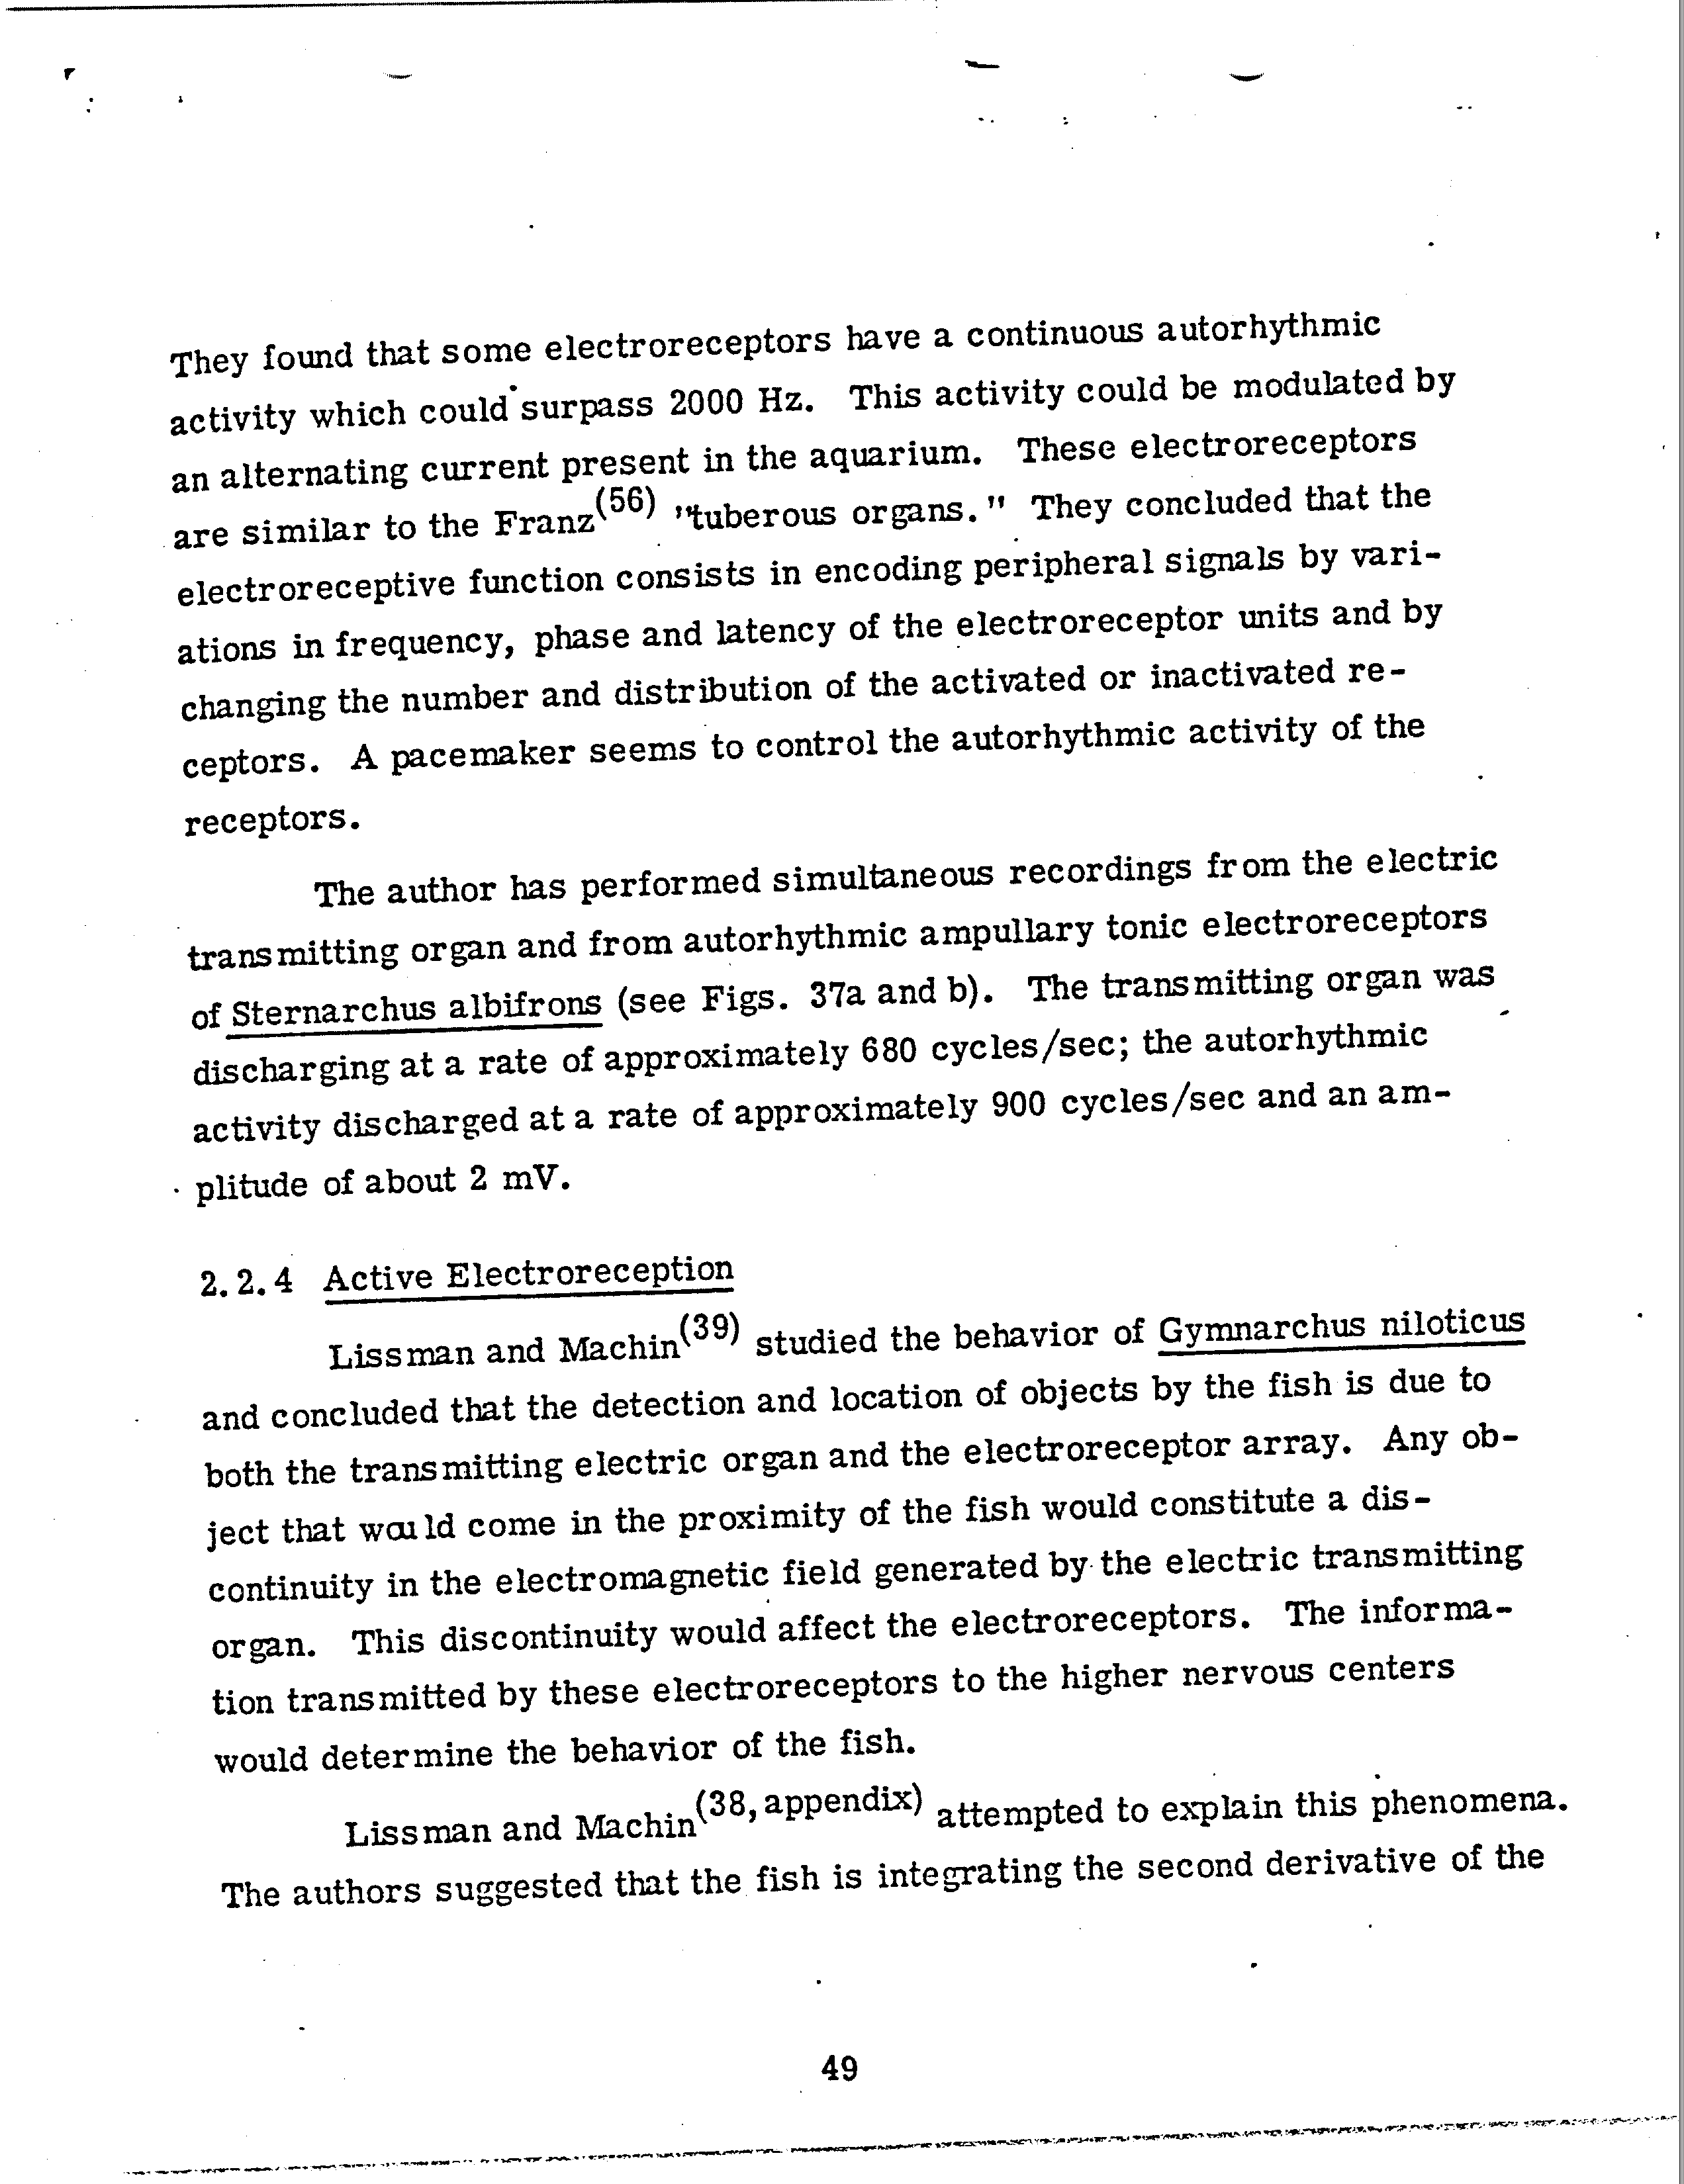 They found that some electroreceptors have a continuous autorhythmic
activity which could surpass 2000 Hz. This activity could be modulated by
an alternating current present in the aquarium. These electroreceptors
are similar to the Franz(56) "tuberous organs." They concluded that the
electroreceptive function consists in encoding peripheral signals by vari-
ations in frequency, phase and latency of the electroreceptor units and by
changing the number and distribution of the activated or inactivated re-
ceptors. A pacemaker seems to control the autorhythmic activity of the
receptors.
The author has performed simultaneous recordings from the electric
transmitting organ and from autorhythmic ampullary tonic electroreceptors
of Sternarchus albifrons (see Figs. 37a and b). The transmitting organ was
discharging at a rate of approximately 680 cycles/sec; the autorhythmic
activity discharged at a rate of approximately 900 cycles/sec and an am-
plitude of about 2 mV.
2.2.4 Active Electroreception
Lissman and Machin(39) studied the behavior of Gymnarchus niloticus
and concluded that the detection and location of objects by the fish is due to
both the transmitting electric organ and the electroreceptor array. Any ob-
ject that would come in the proximity of the fish would constitute a dis-
continuity in the electromagnetic field generated by the electric transmitting
organ. This discontinuity would affect the electroreceptors. The informa-
tion transmitted by these electroreceptors to the higher nervous centers
would determine the behavior of the fish.
Lissman and Machin(38, appendix) attempted to explain this phenomena.
The authors suggested that the fish is integrating the second derivative of the
49